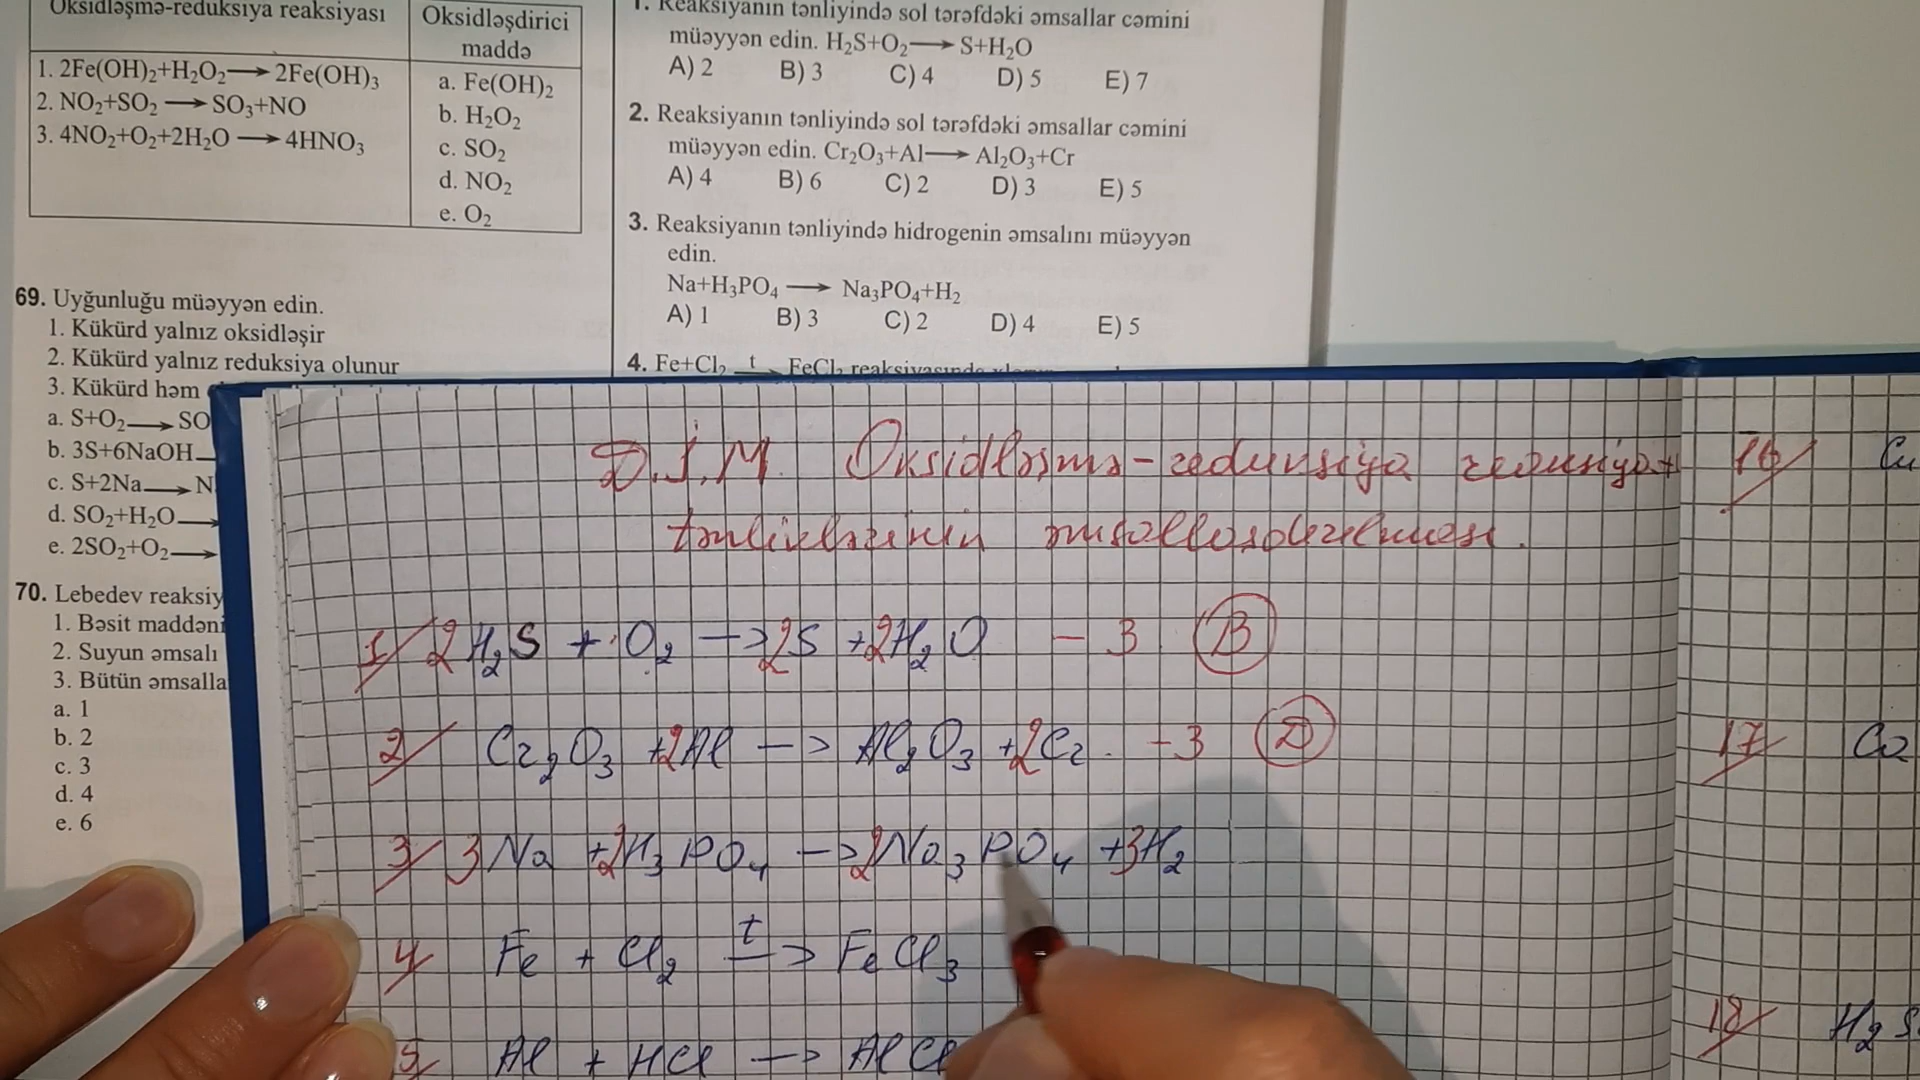 Oksidləşmə-reduksiya reaksiyası
Oksidləşdirici
maddə
1. 2Fe(OH)₂+H₂O₂⟶2Fe(OH)₃
2. NO₂+SO₂⟶SO₃+NO
3. 4NO₂+O₂+2H₂O⟶4HNO₃
a. Fe(OH)₂
b. H₂O₂
c. SO₂
d. NO₂
e. O₂
69. Uyğunluğu müəyyən edin.
1. Kükürd yalnız oksidləşir
2. Kükürd yalnız reduksiya olunur
3. Kükürd həm
a. S+O₂⟶SO
b. 3S+6NaOH
c. S+2Na⟶N
d. SO₂+H₂O⟶
e. 2SO₂+O₂⟶
70. Lebedev reaksiy
1. Bəsit maddəni
2. Suyun əmsalı
3. Bütün əmsalla
a. 1
b. 2
c. 3
d. 4
e. 6
1. Reaksiyanın tənliyində sol tərəfdəki əmsallar cəmini
müəyyən edin. H₂S+O₂⟶S+H₂O
A) 2 B) 3 C) 4 D) 5 E) 7
2. Reaksiyanın tənliyində sol tərəfdəki əmsallar cəmini
müəyyən edin. Cr₂O₃+Al⟶Al₂O₃+Cr
A) 4 B) 6 C) 2 D) 3 E) 5
3. Reaksiyanın tənliyində hidrogenin əmsalını müəyyən
edin.
Na+H₃PO₄⟶Na₃PO₄+H₂
A) 1 B) 3 C) 2 D) 4 E) 5
4. Fe+Cl₂ t⟶ FeCl₃ reaksiyasında
D.İ.M. Oksidləşmə-reduksiya
tənliklərinin
1/ 2H₂S + O₂ → 2S + 2H₂O - 3 B
2/ Cr₂O₃ + 2Al → Al₂O₃ + 2Cr - 3 D
3/ 3Na + 2H₃PO₄ → 2Na₃PO₄ + 3H₂
4/ Fe + Cl₂ t→ FeCl₃
5/ Al + HCl → AlCl
16/ Cu
17/
18/ H₂S